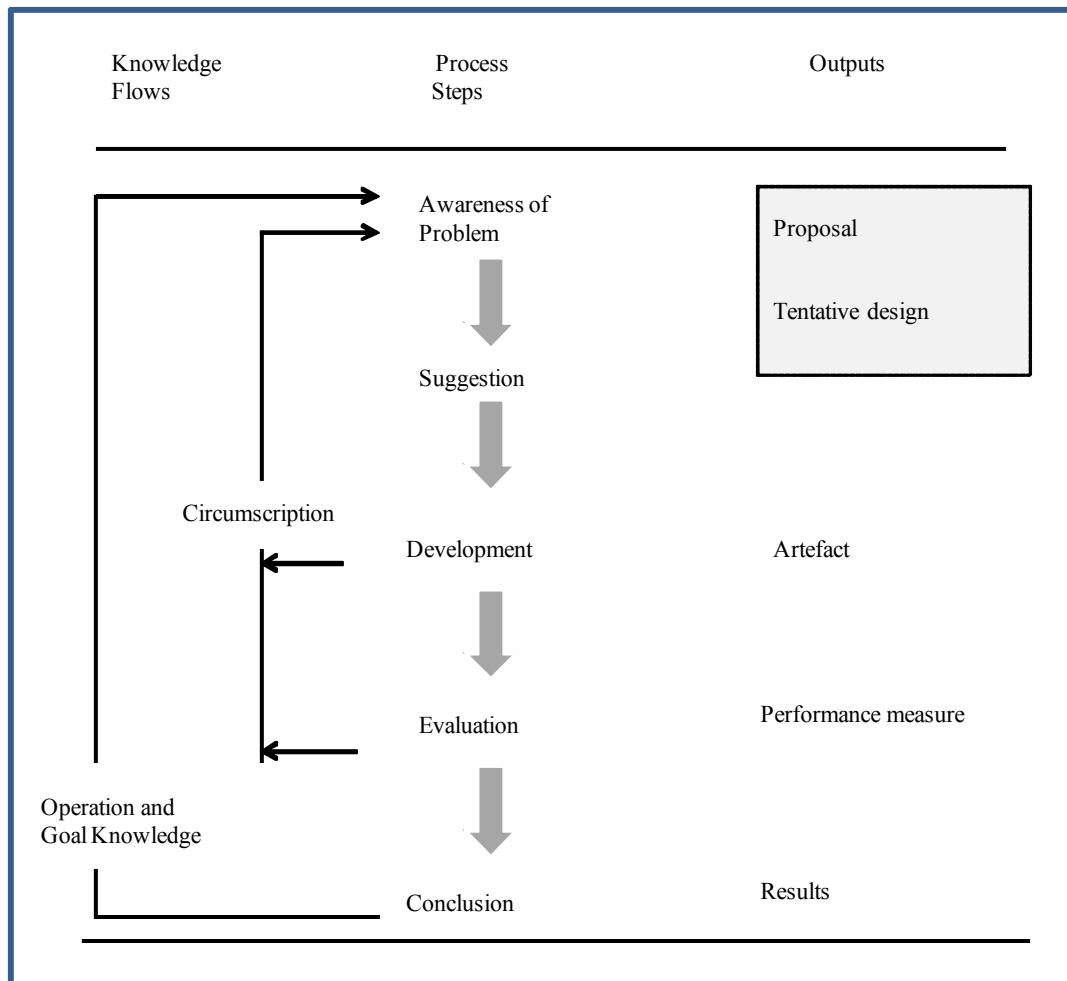 Knowledge
Flows
Process
Steps
Outputs
Awareness of
Problem
Proposal
Tentative design
Suggestion
Circumscription
Development
Artefact
Evaluation
Performance measure
Operation and
Goal Knowledge
Conclusion
Results